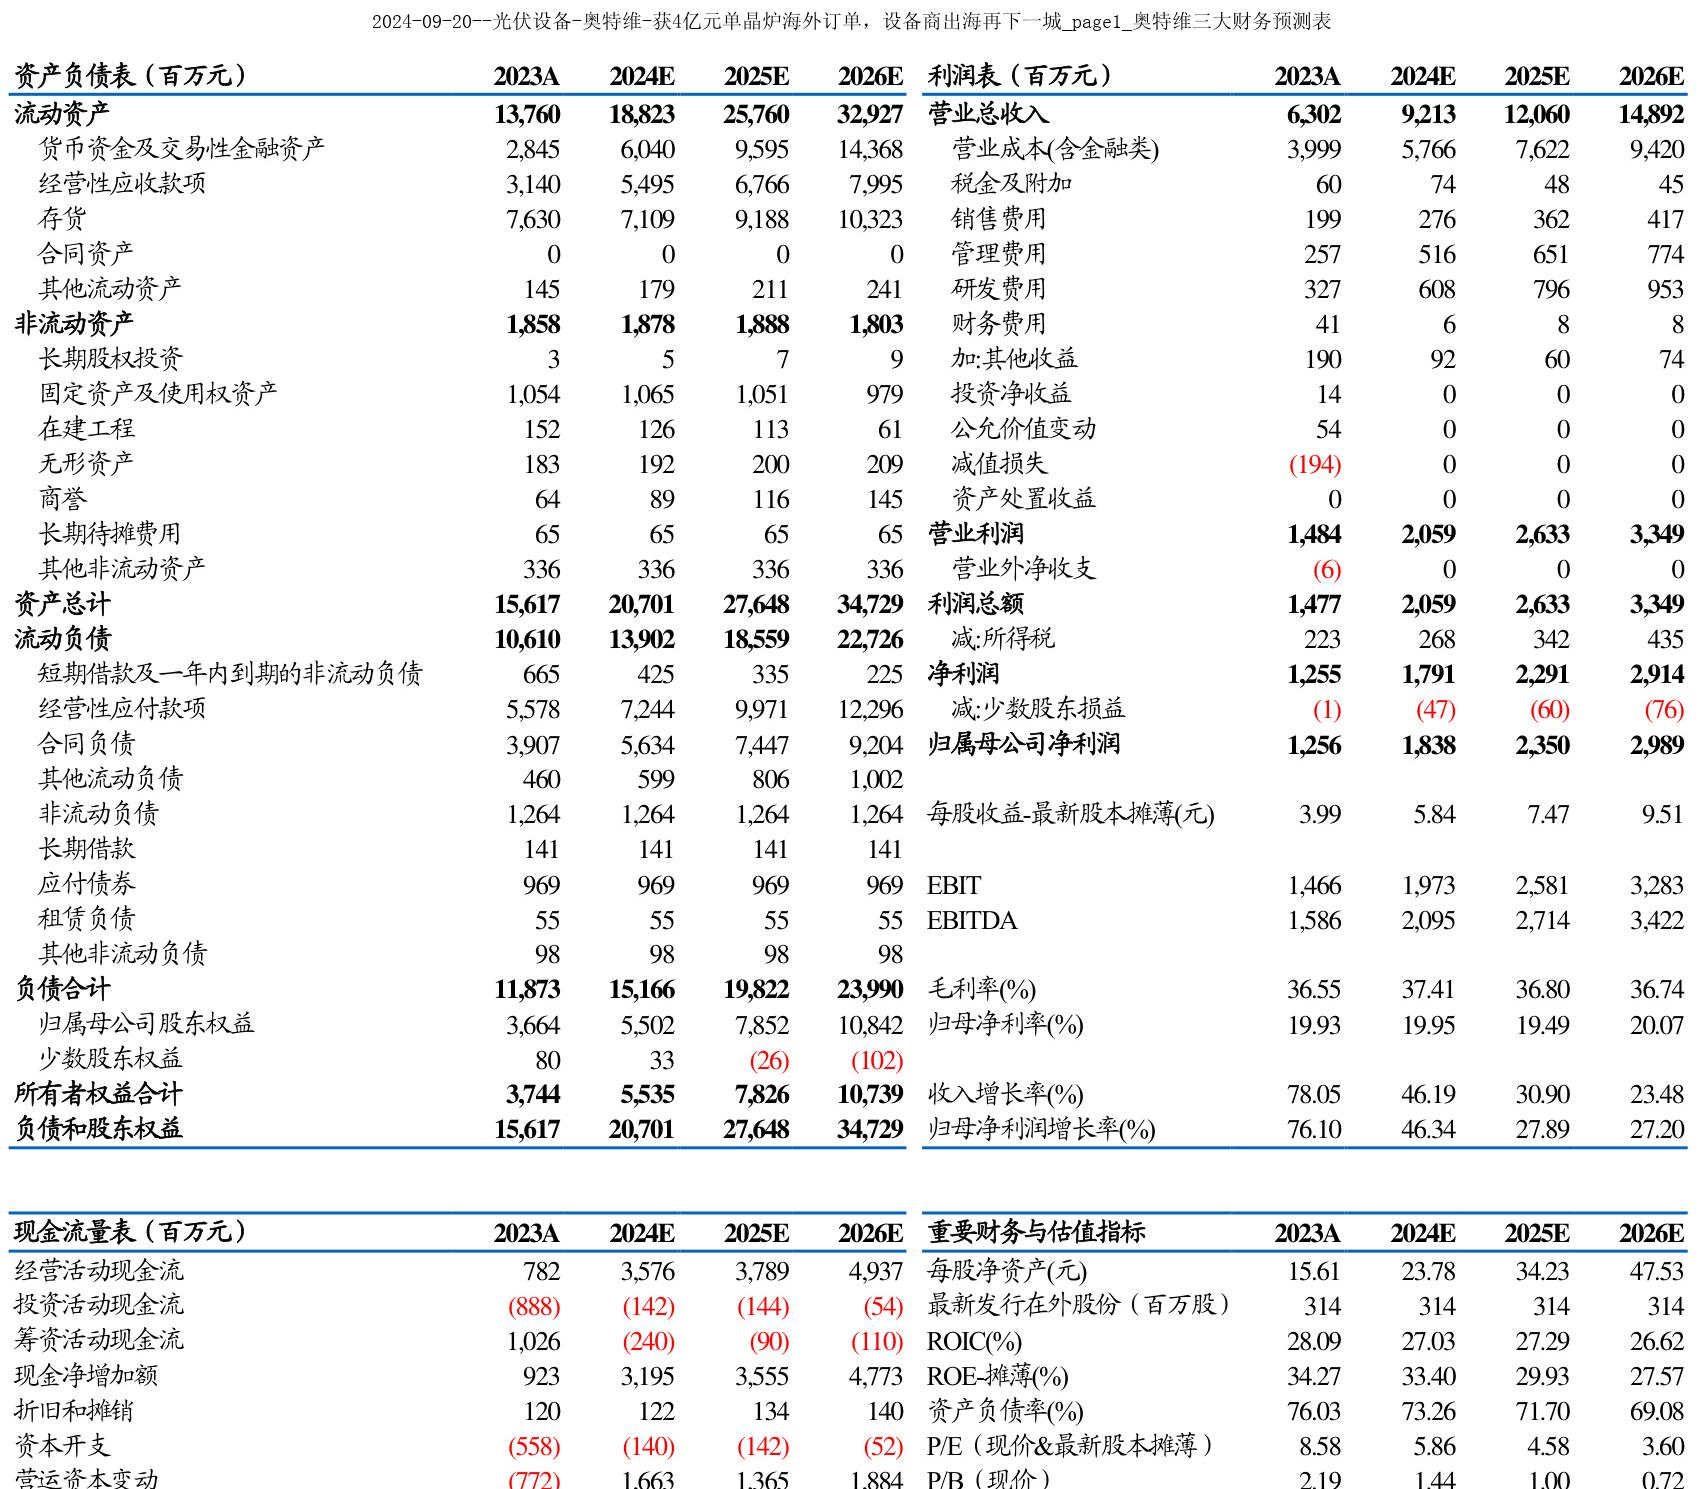 2024-09-20--光伏设备-奥特维-获4亿元单晶炉海外订单，设备商出海再下一城_page1_奥特维三大财务预测表
资产负债表（百万元） 2023A 2024E 2025E 2026E 利润表（百万元） 2023A 2024E 2025E 2026E
流动资产 13,760 18,823 25,760 32,927 营业总收入 6,302 9,213 12,060 14,892
货币资金及交易性金融资产 2,845 6,040 9,595 14,368 营业成本(含金融类) 3,999 5,766 7,622 9,420
经营性应收款项 3,140 5,495 6,766 7,995 税金及附加 60 74 48 45
存货 7,630 7,109 9,188 10,323 销售费用 199 276 362 417
合同资产 0 0 0 0 管理费用 257 516 651 774
其他流动资产 145 179 211 241 研发费用 327 608 796 953
非流动资产 1,858 1,878 1,888 1,803 财务费用 41 6 8 8
长期股权投资 3 5 7 9 加:其他收益 190 92 60 74
固定资产及使用权资产 1,054 1,065 1,051 979 投资净收益 14 0 0 0
在建工程 152 126 113 61 公允价值变动 54 0 0 0
无形资产 183 192 200 209 减值损失 (194) 0 0 0
商誉 64 89 116 145 资产处置收益 0 0 0 0
长期待摊费用 65 65 65 65 营业利润 1,484 2,059 2,633 3,349
其他非流动资产 336 336 336 336 营业外净收支 (6) 0 0 0
资产总计 15,617 20,701 27,648 34,729 利润总额 1,477 2,059 2,633 3,349
流动负债 10,610 13,902 18,559 22,726 减:所得税 223 268 342 435
短期借款及一年内到期的非流动负债 665 425 335 225 净利润 1,255 1,791 2,291 2,914
经营性应付款项 5,578 7,244 9,971 12,296 减:少数股东损益 (1) (47) (60) (76)
合同负债 3,907 5,634 7,447 9,204 归属母公司净利润 1,256 1,838 2,350 2,989
其他流动负债 460 599 806 1,002
非流动负债 1,264 1,264 1,264 1,264 每股收益-最新股本摊薄(元) 3.99 5.84 7.47 9.51
长期借款 141 141 141 141
应付债券 969 969 969 969 EBIT 1,466 1,973 2,581 3,283
租赁负债 55 55 55 55 EBITDA 1,586 2,095 2,714 3,422
其他非流动负债 98 98 98 98
负债合计 11,873 15,166 19,822 23,990 毛利率(%) 36.55 37.41 36.80 36.74
归属母公司股东权益 3,664 5,502 7,852 10,842 归母净利率(%) 19.93 19.95 19.49 20.07
少数股东权益 80 33 (26) (102)
所有者权益合计 3,744 5,535 7,826 10,739 收入增长率(%) 78.05 46.19 30.90 23.48
负债和股东权益 15,617 20,701 27,648 34,729 归母净利润增长率(%) 76.10 46.34 27.89 27.20
现金流量表（百万元） 2023A 2024E 2025E 2026E 重要财务与估值指标 2023A 2024E 2025E 2026E
经营活动现金流 782 3,576 3,789 4,937 每股净资产(元) 15.61 23.78 34.23 47.53
投资活动现金流 (888) (142) (144) (54) 最新发行在外股份（百万股） 314 314 314 314
筹资活动现金流 1,026 (240) (90) (110) ROIC(%) 28.09 27.03 27.29 26.62
现金净增加额 923 3,195 3,555 4,773 ROE-摊薄(%) 34.27 33.40 29.93 27.57
折旧和摊销 120 122 134 140 资产负债率(%) 76.03 73.26 71.70 69.08
资本开支 (558) (140) (142) (52) P/E（现价&最新股本摊薄） 8.58 5.86 4.58 3.60
营运资本变动 (772) 1,663 1,365 1,884 P/B（现价） 2.19 1.44 1.00 0.72